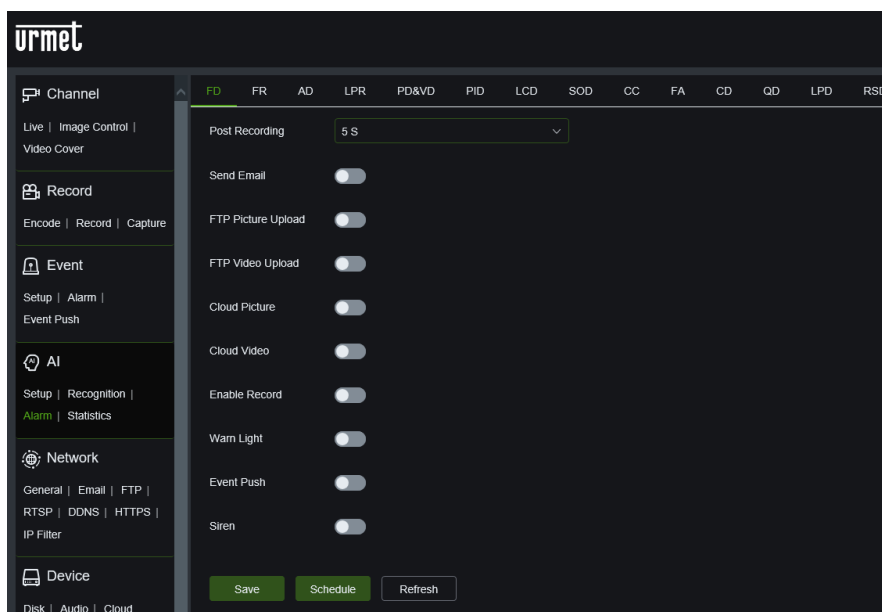 urmet
Channel
Live | Image Control |
Video Cover
Record
Encode | Record | Capture
Event
Setup | Alarm |
Event Push
AI
Setup | Recognition |
Alarm | Statistics
Network
General | Email | FTP |
RTSP | DDNS | HTTPS |
IP Filter
Device
Disk | Audio | Cloud
FD FR AD LPR PD&VD PID LCD SOD CC FA CD QD LPD RSD
Post Recording 5 S
Send Email
FTP Picture Upload
FTP Video Upload
Cloud Picture
Cloud Video
Enable Record
Warn Light
Event Push
Siren
Save Schedule Refresh